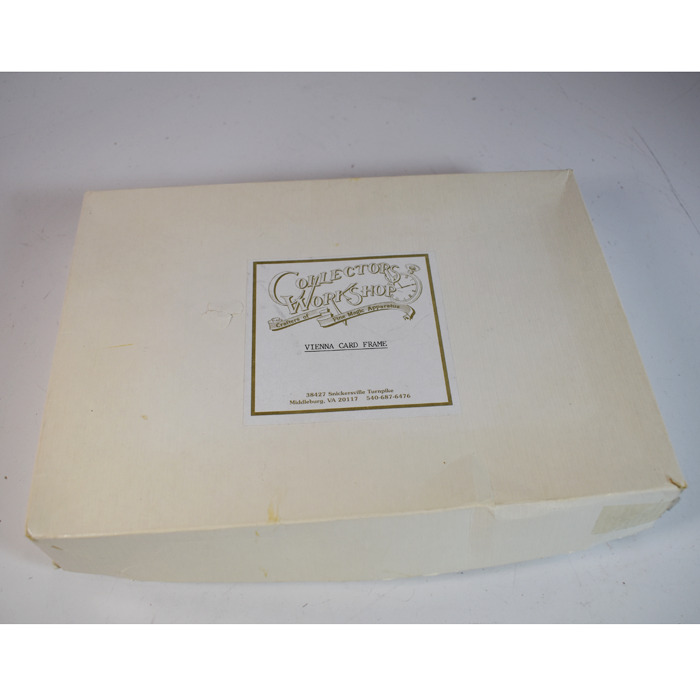 COLLECTORS
WORKSHOP
Crafters of Fine Magic Apparatus
VIENNA CARD FRAME
38427 Snickersville Turnpike
Middleburg, VA 20117 540-687-6476